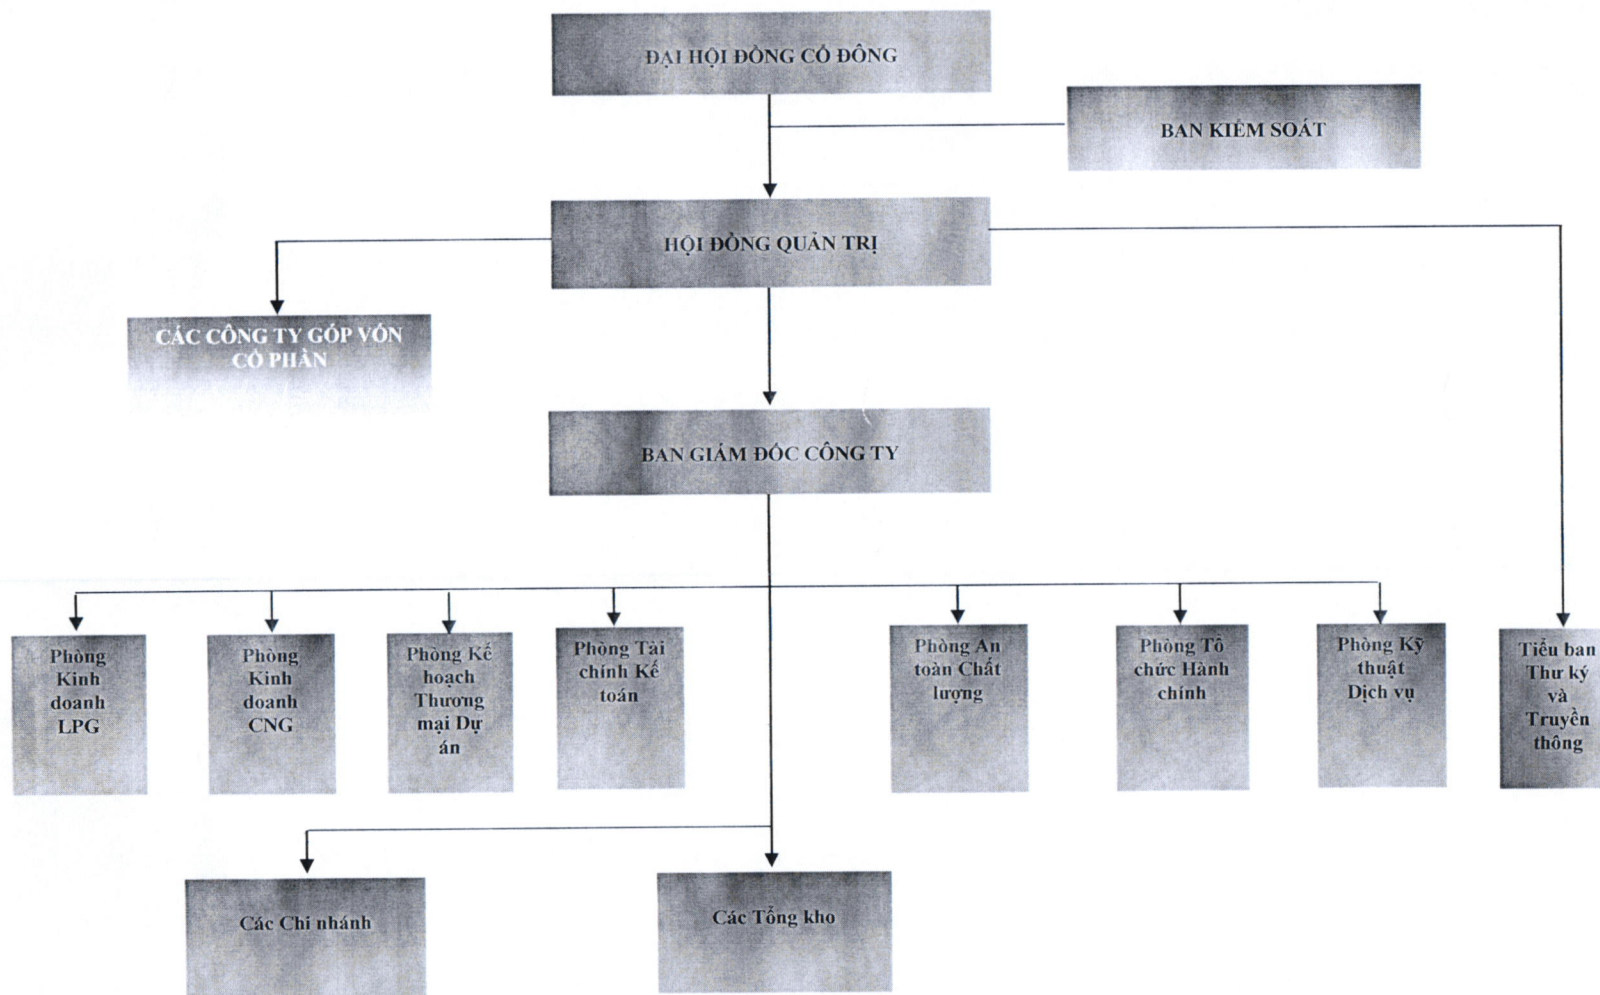 ĐẠI HỘI ĐỒNG CỔ ĐÔNG
BAN KIỂM SOÁT
HỘI ĐỒNG QUẢN TRỊ
CÁC CÔNG TY GÓP VỐN
CỔ PHẦN
BAN GIÁM ĐỐC CÔNG TY
Phòng
Kinh
doanh
LPG
Phòng
Kinh
doanh
CNG
Phòng Kế
hoạch
Thương
mại Dự
án
Phòng Tài
chính Kế
toán
Phòng An
toàn Chất
lượng
Phòng Tổ
chức Hành
chính
Phòng Kỹ
thuật
Dịch vụ
Tiểu ban
Thư ký
và
Truyền
thông
Các Chi nhánh
Các Tổng kho